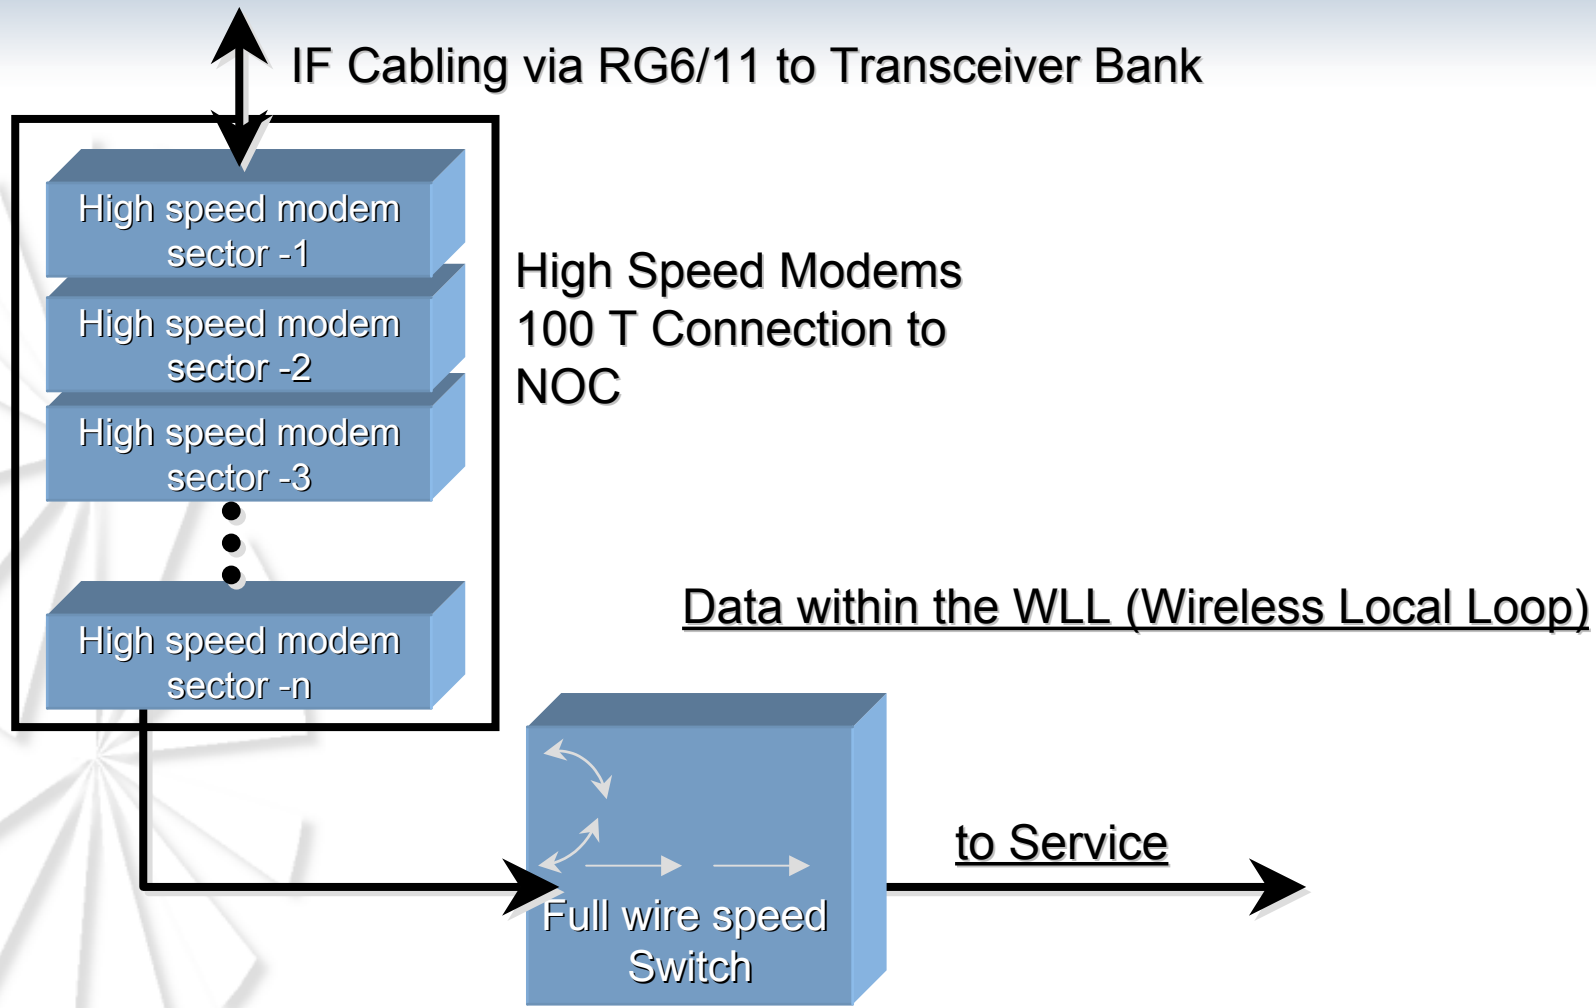 IF Cabling via RG6/11 to Transceiver Bank
High speed modem
sector -1
High speed modem
sector -2
High speed modem
sector -3
High speed modem
sector -n
High Speed Modems
100 T Connection to
NOC
Data within the WLL (Wireless Local Loop)
Full wire speed
Switch
to Service